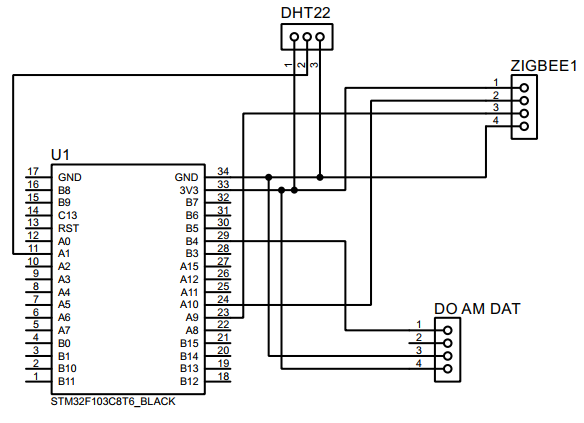 DHT22
1 2 3
ZIGBEE1
1
2
3
4
U1
17 GND GND 34
16 B8 3V3 33
15 B9 B7 32
14 C13 B6 31
13 RST B5 30
12 A0 B4 29
11 A1 B3 28
10 A2 A15 27
9 A3 A12 26
8 A4 A11 25
7 A5 A10 24
6 A6 A9 23
5 A7 A8 22
4 B0 B15 21
3 B1 B14 20
2 B10 B13 19
1 B11 B12 18
STM32F103C8T6_BLACK
DO AM DAT
1
2
3
4